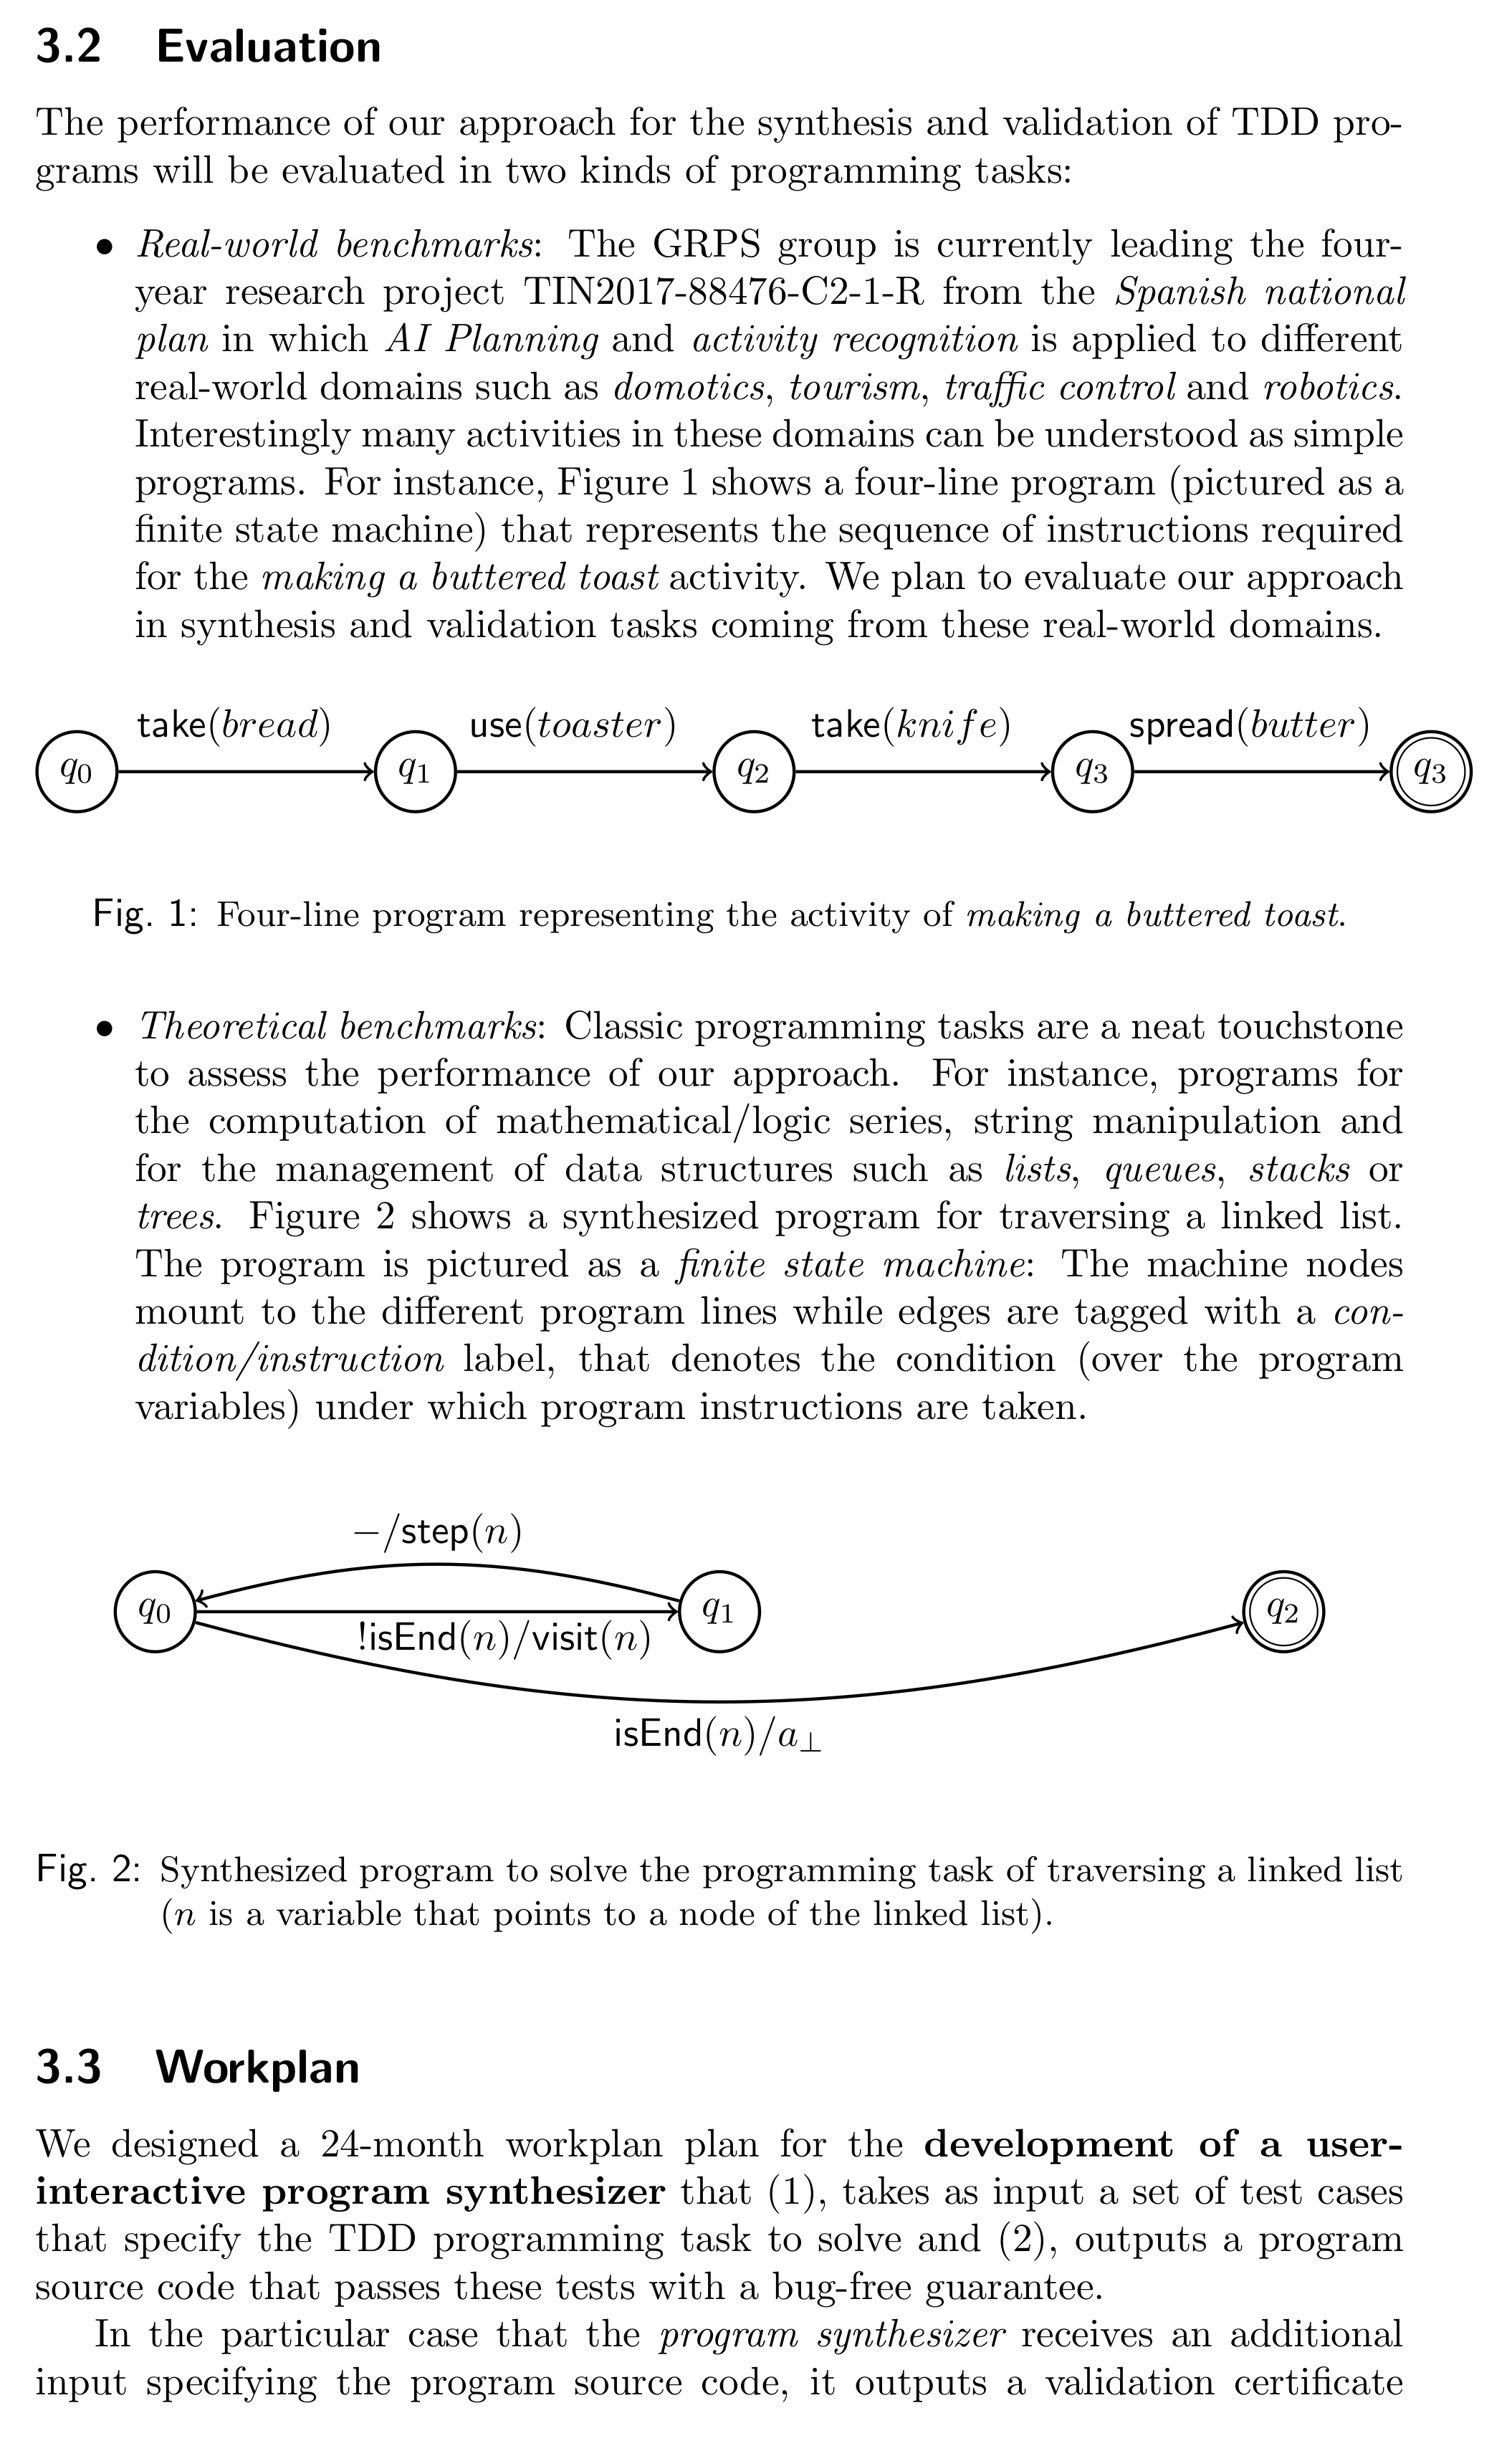 3.2 Evaluation
The performance of our approach for the synthesis and validation of TDD pro-
grams will be evaluated in two kinds of programming tasks:
• Real-world benchmarks: The GRPS group is currently leading the four-
year research project TIN2017-88476-C2-1-R from the Spanish national
plan in which AI Planning and activity recognition is applied to different
real-world domains such as domotics, tourism, traffic control and robotics.
Interestingly many activities in these domains can be understood as simple
programs. For instance, Figure 1 shows a four-line program (pictured as a
finite state machine) that represents the sequence of instructions required
for the making a buttered toast activity. We plan to evaluate our approach
in synthesis and validation tasks coming from these real-world domains.
take(bread) use(toaster) take(knife) spread(butter)
q0 q1 q2 q3 q3
Fig. 1: Four-line program representing the activity of making a buttered toast.
• Theoretical benchmarks: Classic programming tasks are a neat touchstone
to assess the performance of our approach. For instance, programs for
the computation of mathematical/logic series, string manipulation and
for the management of data structures such as lists, queues, stacks or
trees. Figure 2 shows a synthesized program for traversing a linked list.
The program is pictured as a finite state machine: The machine nodes
mount to the different program lines while edges are tagged with a con-
dition/instruction label, that denotes the condition (over the program
variables) under which program instructions are taken.
−/step(n)
q0 q1 q2
!isEnd(n)/visit(n)
isEnd(n)/a⊥
Fig. 2: Synthesized program to solve the programming task of traversing a linked list
(n is a variable that points to a node of the linked list).
3.3 Workplan
We designed a 24-month workplan plan for the development of a user-
interactive program synthesizer that (1), takes as input a set of test cases
that specify the TDD programming task to solve and (2), outputs a program
source code that passes these tests with a bug-free guarantee.
In the particular case that the program synthesizer receives an additional
input specifying the program source code, it outputs a validation certificate